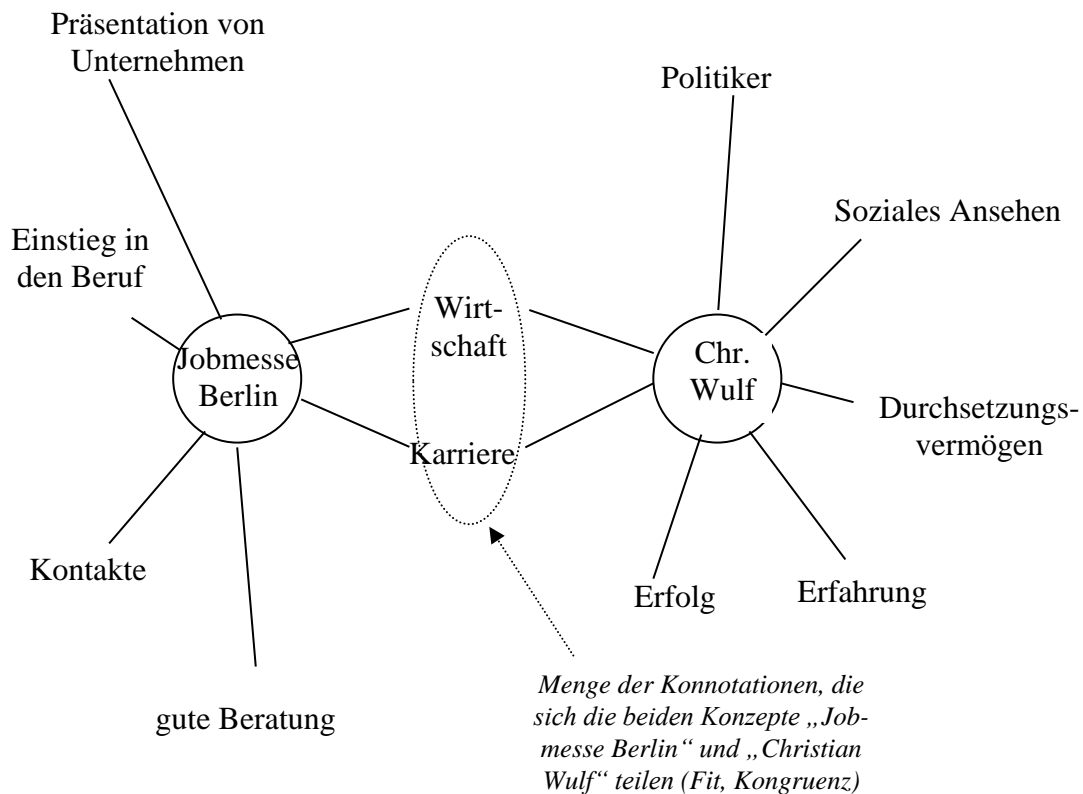 Präsentation von
Unternehmen
Politiker
Soziales Ansehen
Einstieg in
den Beruf
Wirt-
schaft
Jobmesse
Berlin
Chr.
Wulf
Durchsetzungs-
vermögen
Karriere
Kontakte
Erfolg
Erfahrung
gute Beratung
Menge der Konnotationen, die
sich die beiden Konzepte „Job-
messe Berlin“ und „Christian
Wulf“ teilen (Fit, Kongruenz)